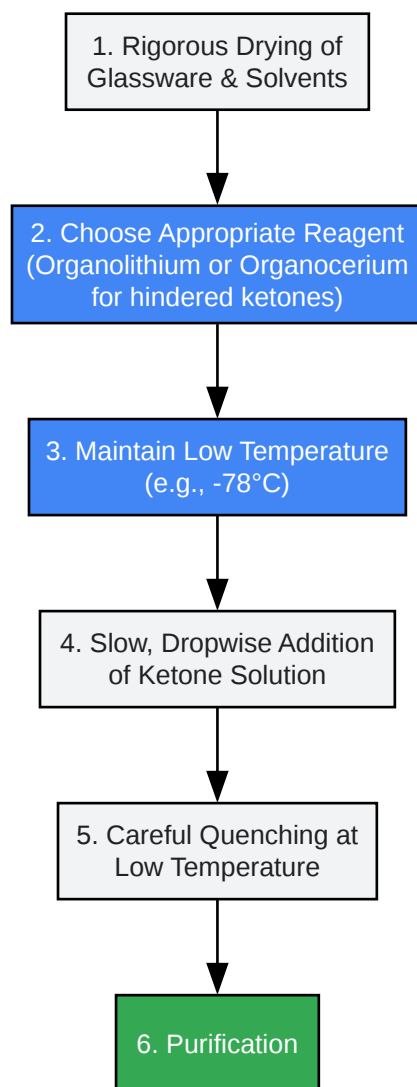 1. Rigorous Drying of
Glassware & Solvents
2. Choose Appropriate Reagent
(Organolithium or Organocerium
for hindered ketones)
3. Maintain Low Temperature
(e.g., -78°C)
4. Slow, Dropwise Addition
of Ketone Solution
5. Careful Quenching at
Low Temperature
6. Purification